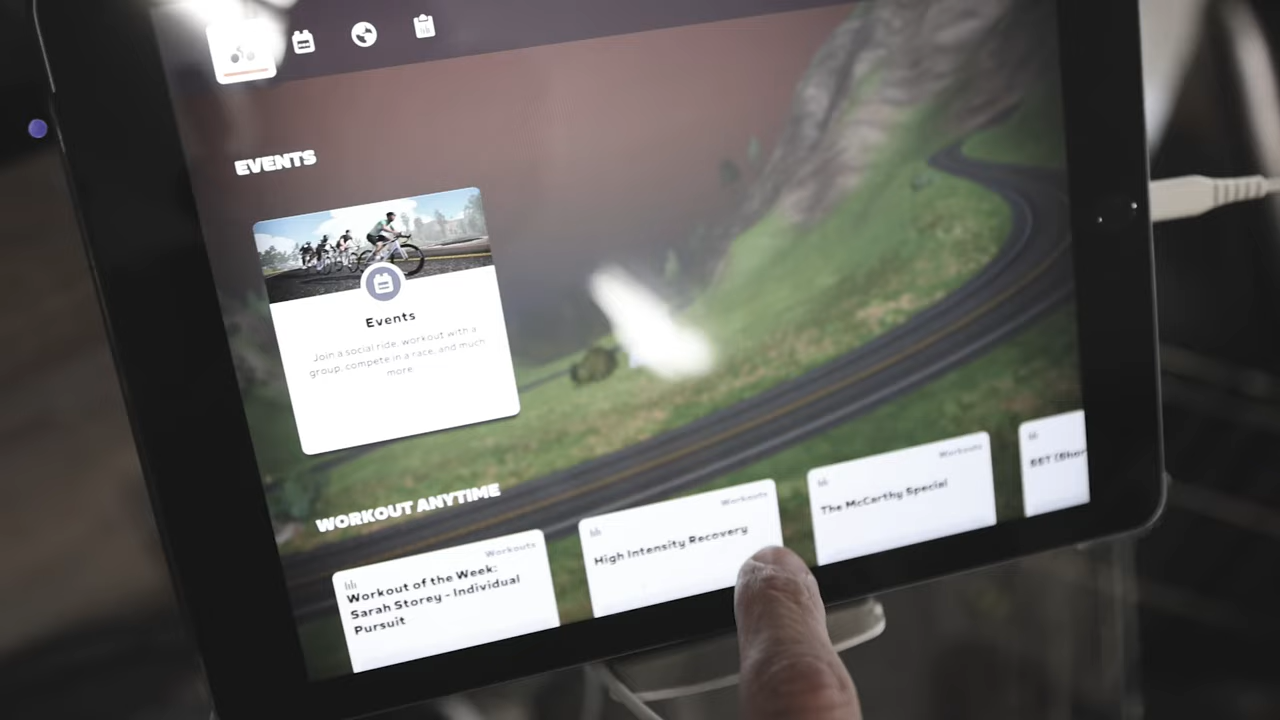 EVENTS
Events
Join a social ride, workout with a
group, compete in a race, and much
more.
WORKOUT ANYTIME
Workouts
Workout of the Week:
Sarah Storey - Individual
Pursuit
Workouts
High Intensity Recovery
Workouts
The McCarthy Special